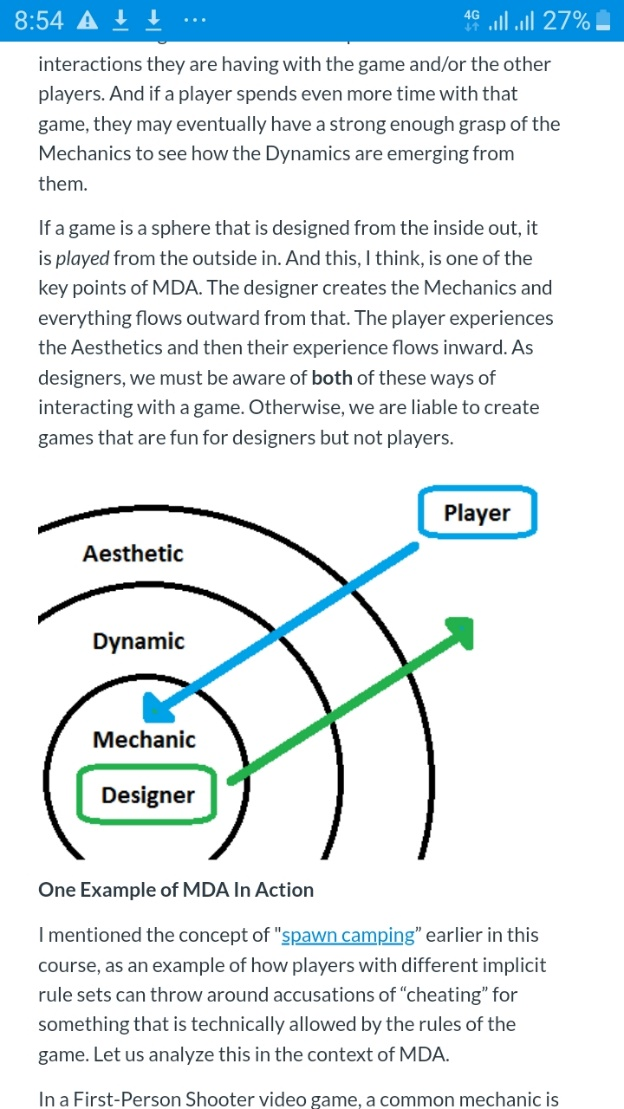 8:54
4G
27%
interactions they are having with the game and/or the other
players. And if a player spends even more time with that
game, they may eventually have a strong enough grasp of the
Mechanics to see how the Dynamics are emerging from
them.
If a game is a sphere that is designed from the inside out, it
is played from the outside in. And this, I think, is one of the
key points of MDA. The designer creates the Mechanics and
everything flows outward from that. The player experiences
the Aesthetics and then their experience flows inward. As
designers, we must be aware of both of these ways of
interacting with a game. Otherwise, we are liable to create
games that are fun for designers but not players.
Player
Aesthetic
Dynamic
Mechanic
Designer
One Example of MDA In Action
I mentioned the concept of "spawn camping” earlier in this
course, as an example of how players with different implicit
rule sets can throw around accusations of “cheating” for
something that is technically allowed by the rules of the
game. Let us analyze this in the context of MDA.
In a First-Person Shooter video game, a common mechanic is